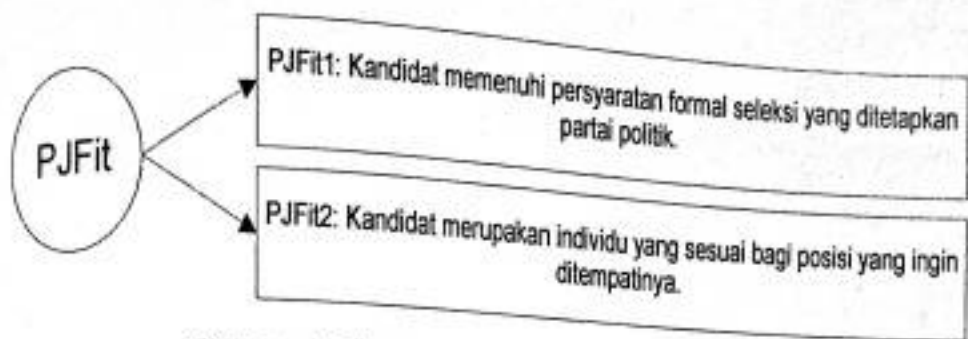 PJFit
PJFit1: Kandidat memenuhi persyaratan formal seleksi yang ditetapkan
partai politik.
PJFit2: Kandidat merupakan individu yang sesuai bagi posisi yang ingin
ditempatinya.